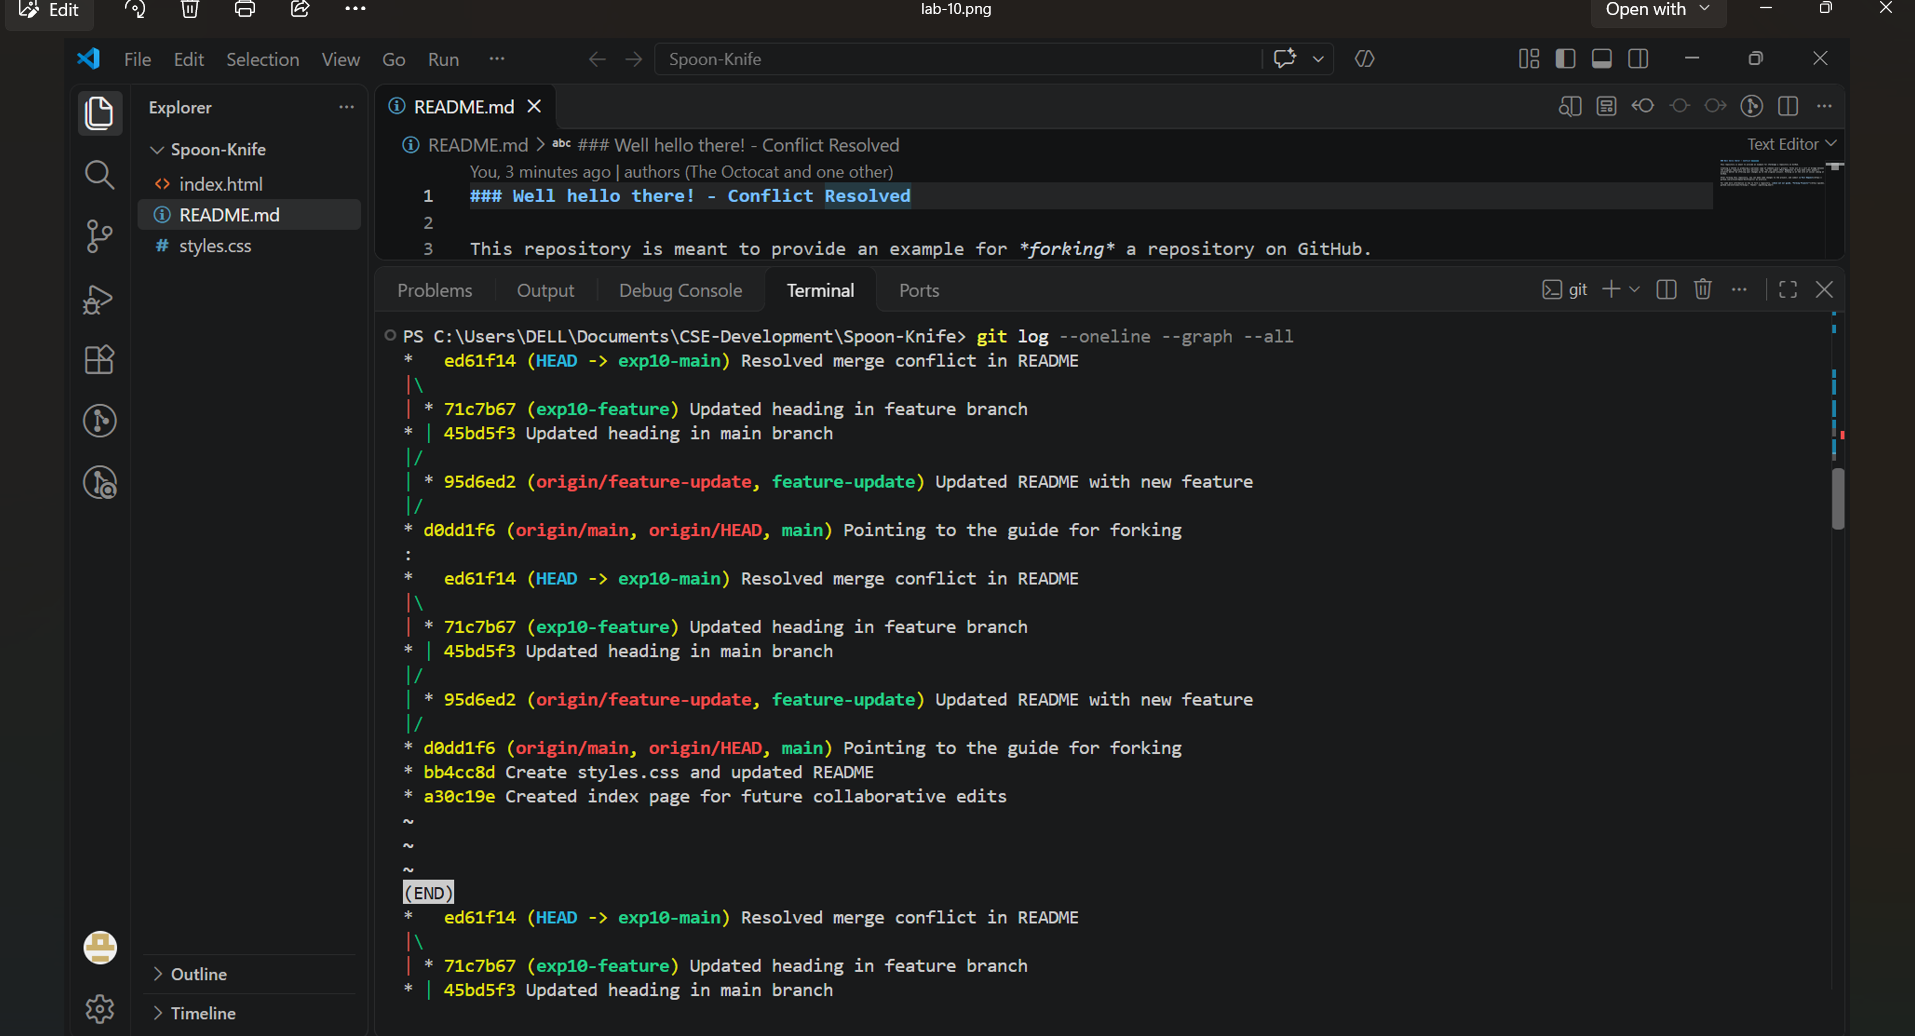 Edit
lab-10.png
Open with
File Edit Selection View Go Run
Spoon-Knife
Explorer
README.md
Spoon-Knife
index.html
README.md
styles.css
README.md > abc ### Well hello there! - Conflict Resolved
Text Editor
You, 3 minutes ago | authors (The Octocat and one other)
1 ### Well hello there! - Conflict Resolved
2
3 This repository is meant to provide an example for *forking* a repository on GitHub.
Problems Output Debug Console Terminal Ports
git
PS C:\Users\DELL\Documents\CSE-Development\Spoon-Knife> git log --oneline --graph --all
*   ed61f14 (HEAD -> exp10-main) Resolved merge conflict in README
|\
| * 71c7b67 (exp10-feature) Updated heading in feature branch
* | 45bd5f3 Updated heading in main branch
|/
| * 95d6ed2 (origin/feature-update, feature-update) Updated README with new feature
|/
* d0dd1f6 (origin/main, origin/HEAD, main) Pointing to the guide for forking
:
*   ed61f14 (HEAD -> exp10-main) Resolved merge conflict in README
|\
| * 71c7b67 (exp10-feature) Updated heading in feature branch
* | 45bd5f3 Updated heading in main branch
|/
| * 95d6ed2 (origin/feature-update, feature-update) Updated README with new feature
|/
* d0dd1f6 (origin/main, origin/HEAD, main) Pointing to the guide for forking
* bb4cc8d Create styles.css and updated README
* a30c19e Created index page for future collaborative edits
~
~
~
(END)
*   ed61f14 (HEAD -> exp10-main) Resolved merge conflict in README
|\
| * 71c7b67 (exp10-feature) Updated heading in feature branch
* | 45bd5f3 Updated heading in main branch
Outline
Timeline